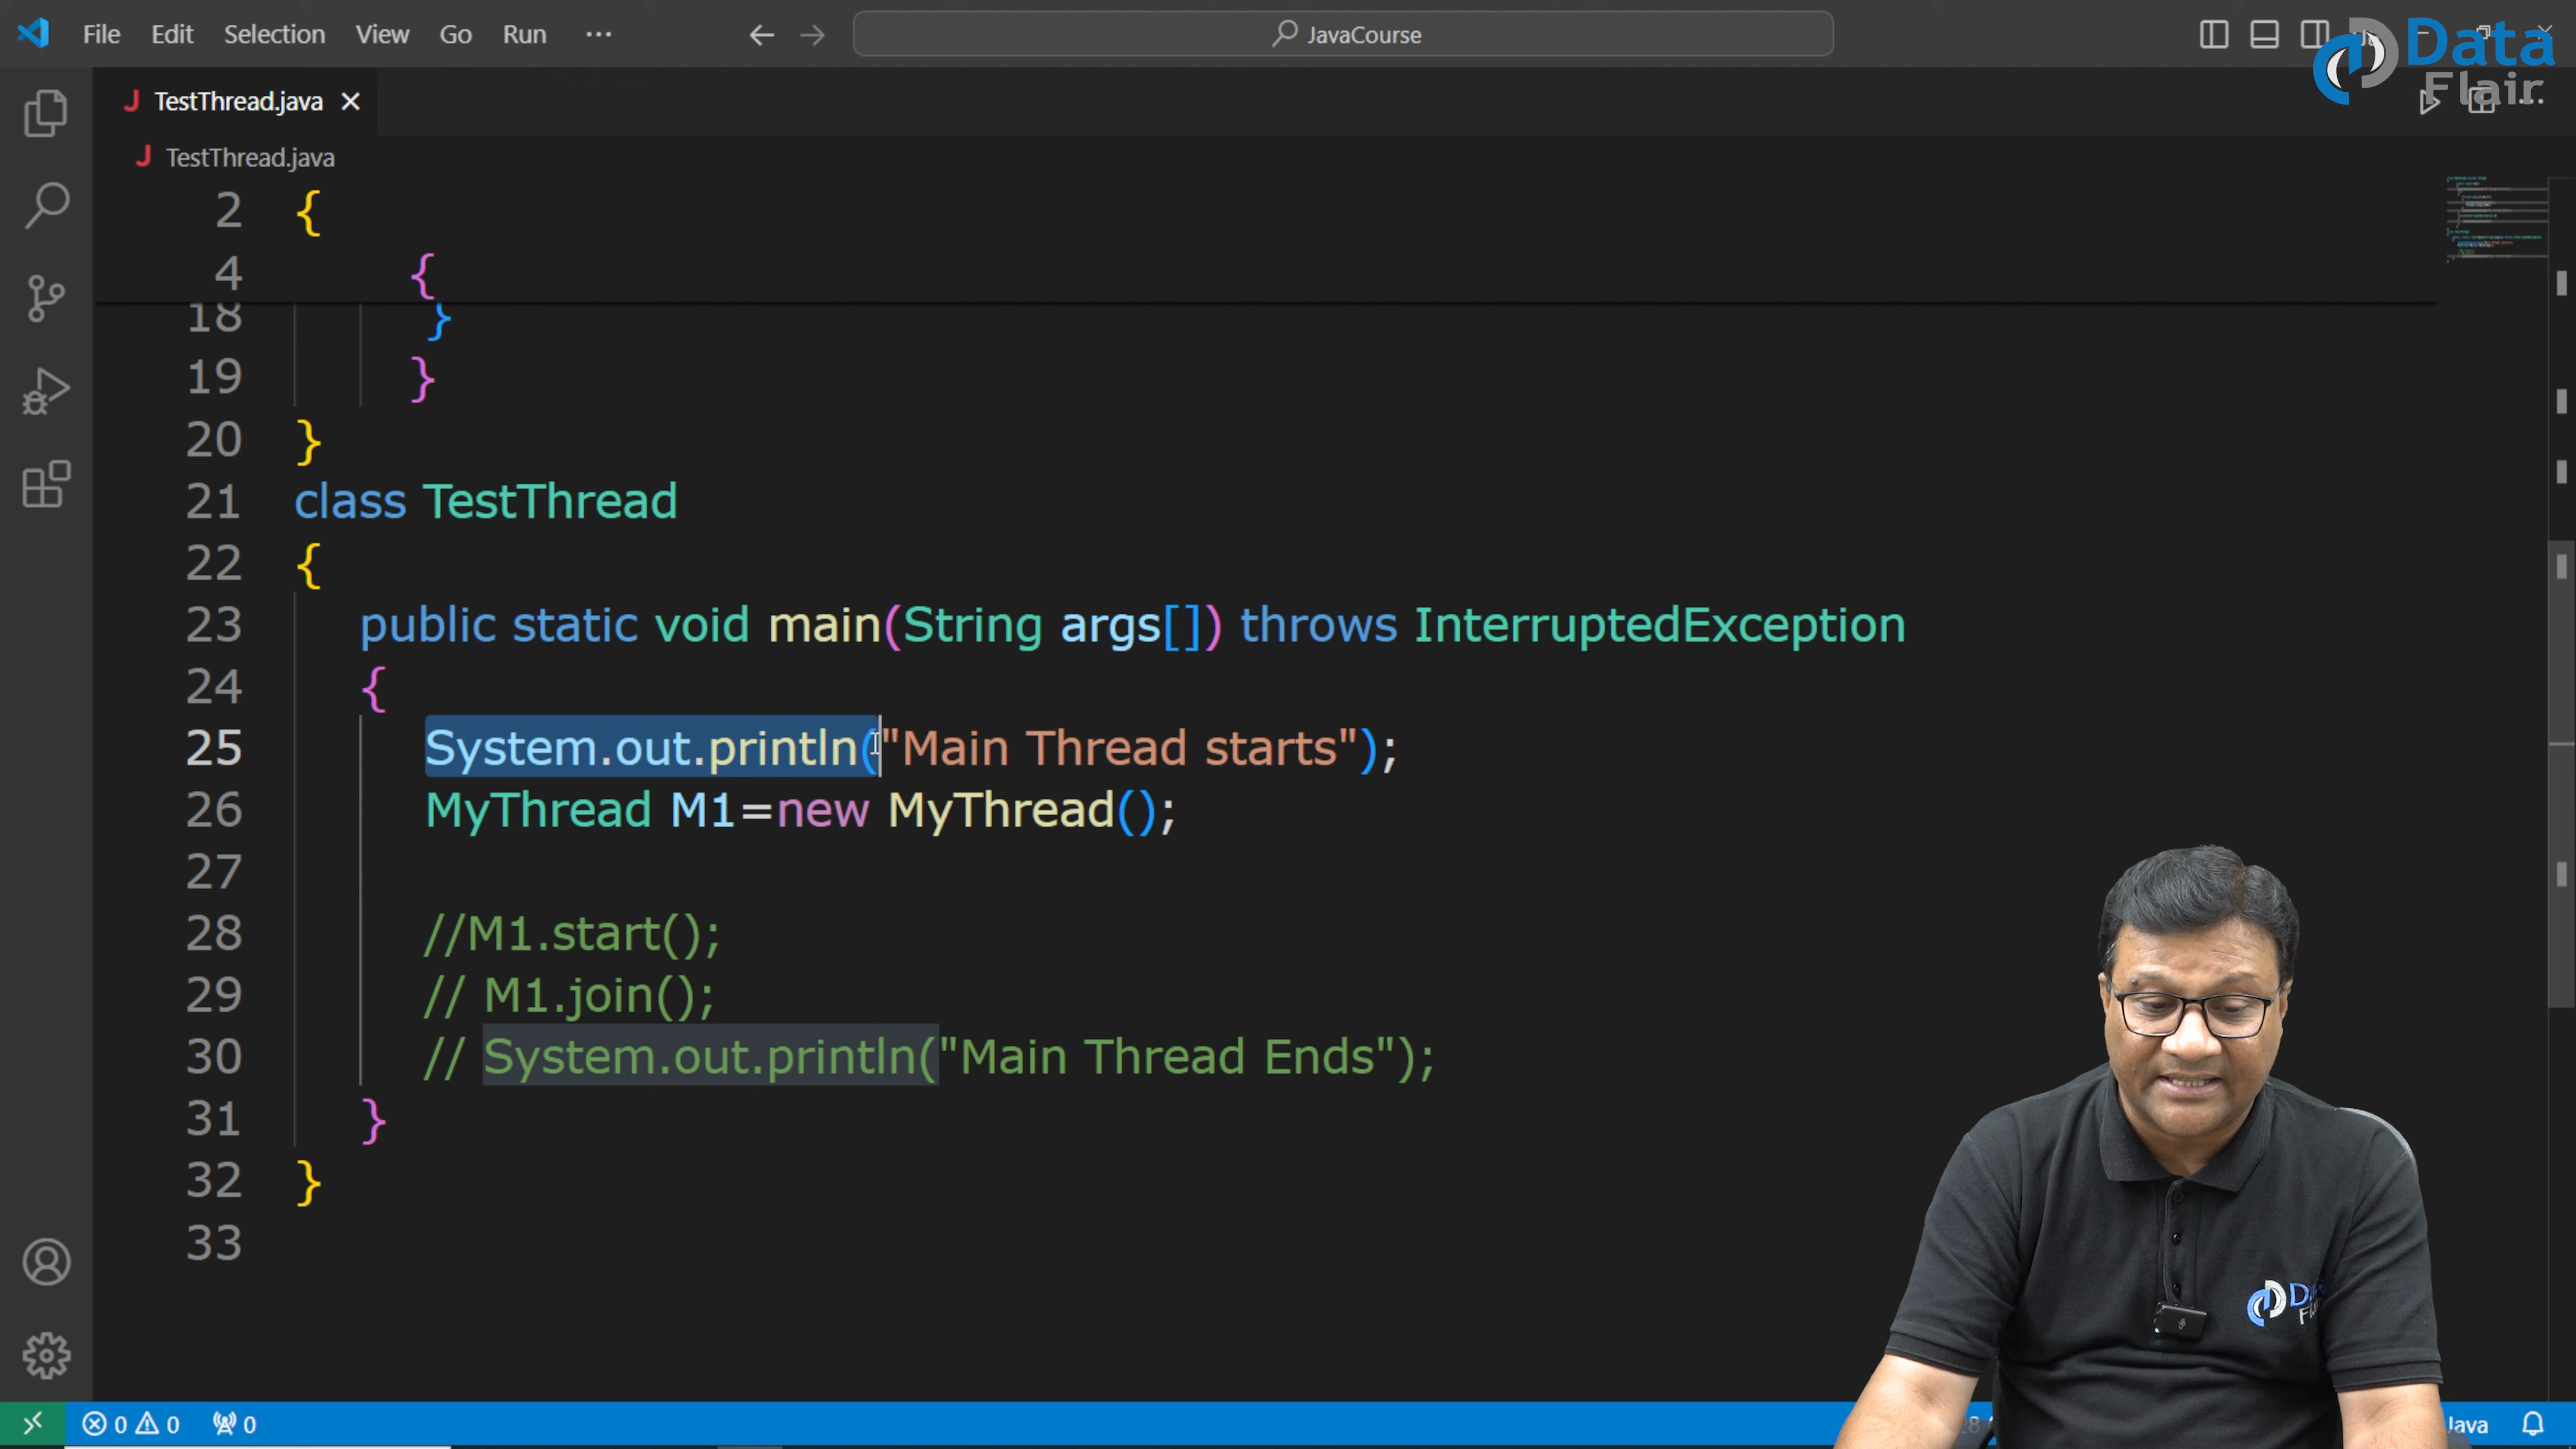 File Edit Selection View Go Run ···
JavaCourse
Data
Flair
TestThread.java
TestThread.java
2 {
4 {
18 }
19 }
20 }
21 class TestThread
22 {
23 public static void main(String args[]) throws InterruptedException
24 {
25 System.out.println("Main Thread starts");
26 MyThread M1=new MyThread();
27
28 //M1.start();
29 // M1.join();
30 // System.out.println("Main Thread Ends");
31 }
32 }
33
0 0 0
Java